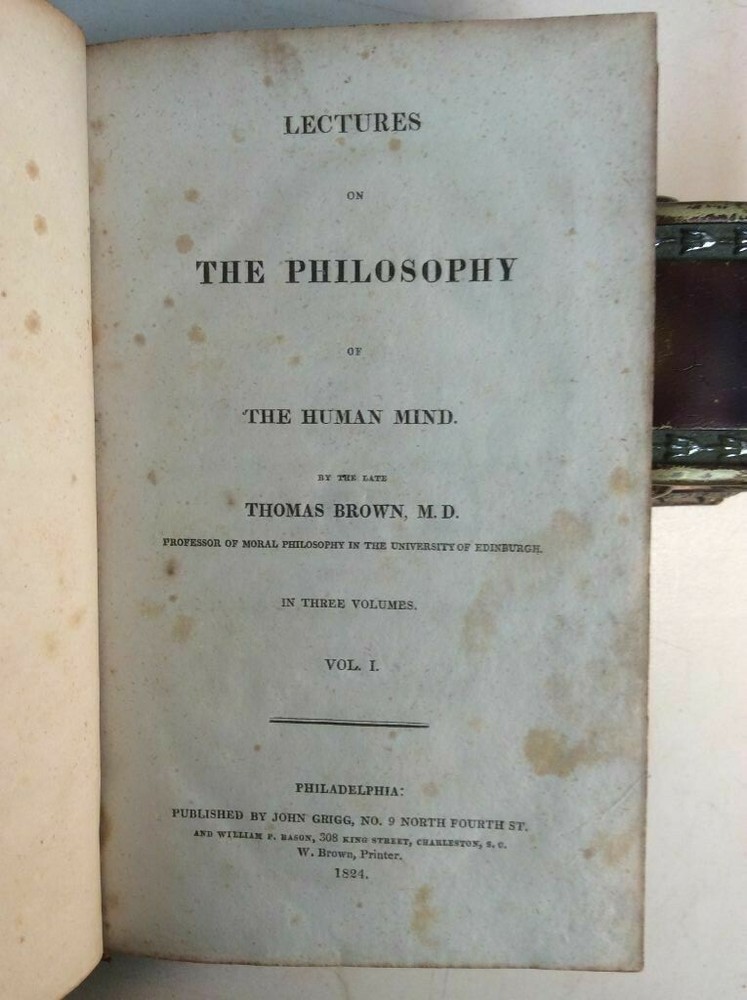 LECTURES
ON
THE PHILOSOPHY
OF
THE HUMAN MIND.
BY THE LATE
THOMAS BROWN, M. D.
PROFESSOR OF MORAL PHILOSOPHY IN THE UNIVERSITY OF EDINBURGH.
IN THREE VOLUMES.
VOL. I.
PHILADELPHIA:
PUBLISHED BY JOHN GRIGG, NO. 9 NORTH FOURTH ST.
AND WILLIAM P. BASON, 308 KING STREET, CHARLESTON, S. C.
W. Brown, Printer.
1824.